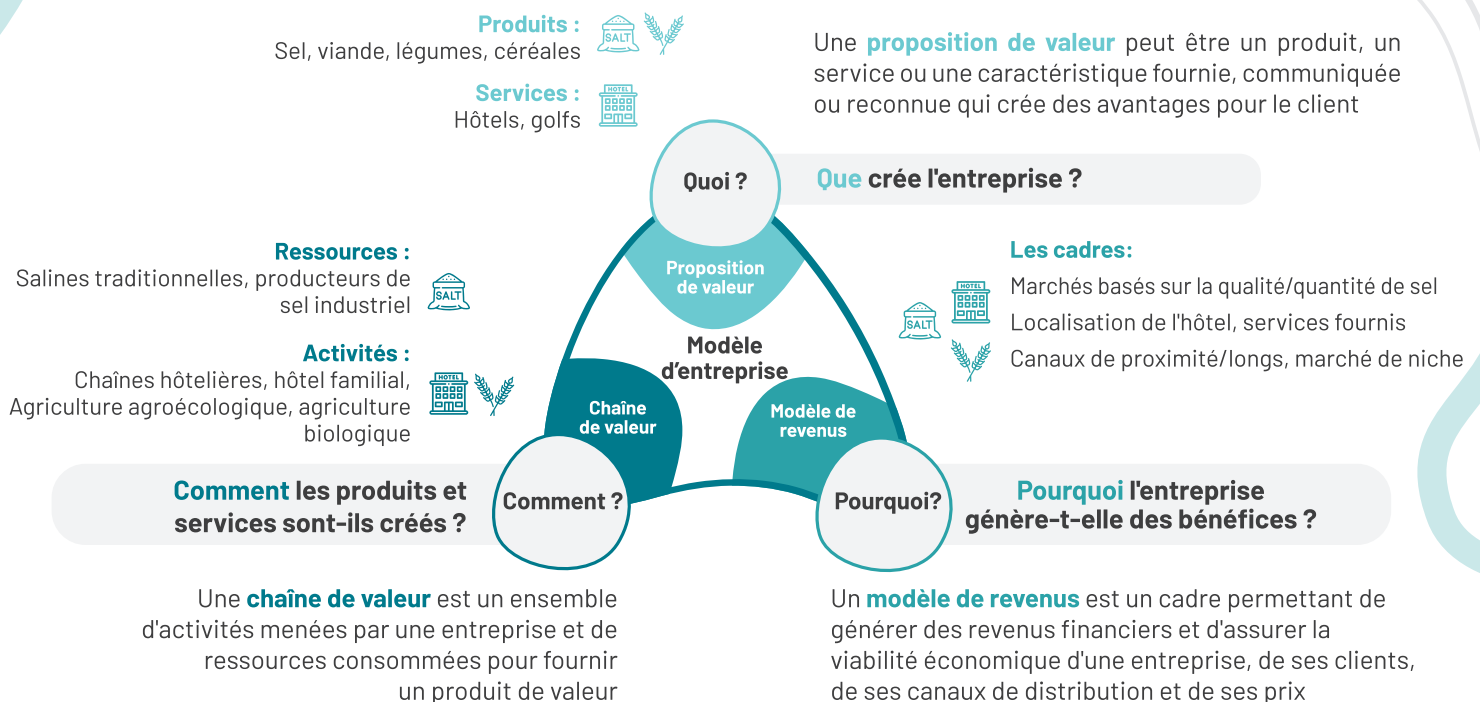 Produits :
Sel, viande, légumes, céréales
SALT
Services :
Hôtels, golfs
HOTEL
Une proposition de valeur peut être un produit, un
service ou une caractéristique fournie, communiquée
ou reconnue qui crée des avantages pour le client
Quoi ?
Que crée l'entreprise ?
Ressources :
Salines traditionnelles, producteurs de
sel industriel
SALT
Activités :
Chaînes hôtelières, hôtel familial,
Agriculture agroécologique, agriculture
biologique
HOTEL
Proposition
de valeur
Modèle
d'entreprise
Chaîne
de valeur
Modèle de
revenus
Les cadres:
Marchés basés sur la qualité/quantité de sel
Localisation de l'hôtel, services fournis
Canaux de proximité/longs, marché de niche
HOTEL
SALT
Comment les produits et
services sont-ils créés ?
Comment ?
Pourquoi?
Pourquoi l'entreprise
génère-t-elle des bénéfices ?
Une chaîne de valeur est un ensemble
d'activités menées par une entreprise et de
ressources consommées pour fournir
un produit de valeur
Un modèle de revenus est un cadre permettant de
générer des revenus financiers et d'assurer la
viabilité économique d'une entreprise, de ses clients,
de ses canaux de distribution et de ses prix